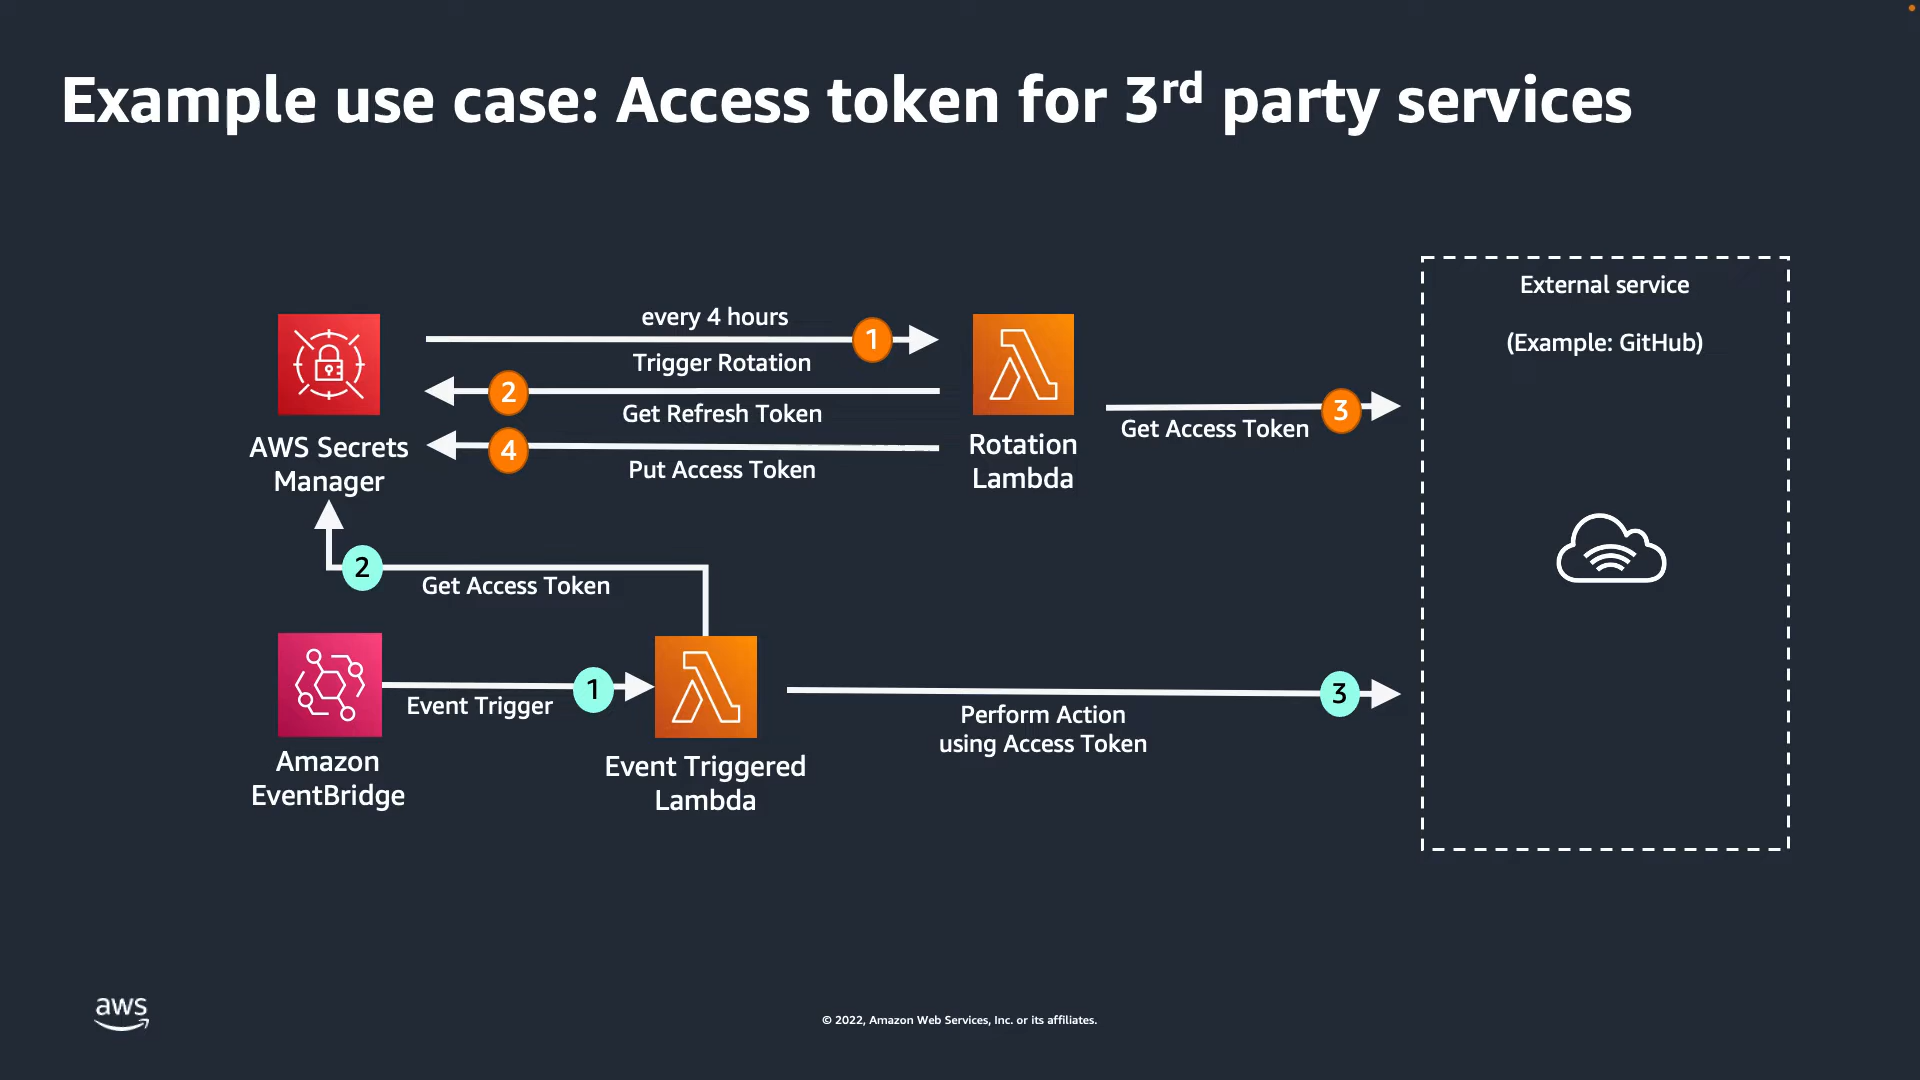 Example use case: Access token for 3rd party services
External service
(Example: GitHub)
every 4 hours
1
Trigger Rotation
2
Get Refresh Token
4
Put Access Token
AWS Secrets
Manager
Rotation
Lambda
3
Get Access Token
2
Get Access Token
1
Event Trigger
Amazon
EventBridge
Event Triggered
Lambda
3
Perform Action
using Access Token
aws
© 2022, Amazon Web Services, Inc. or its affiliates.